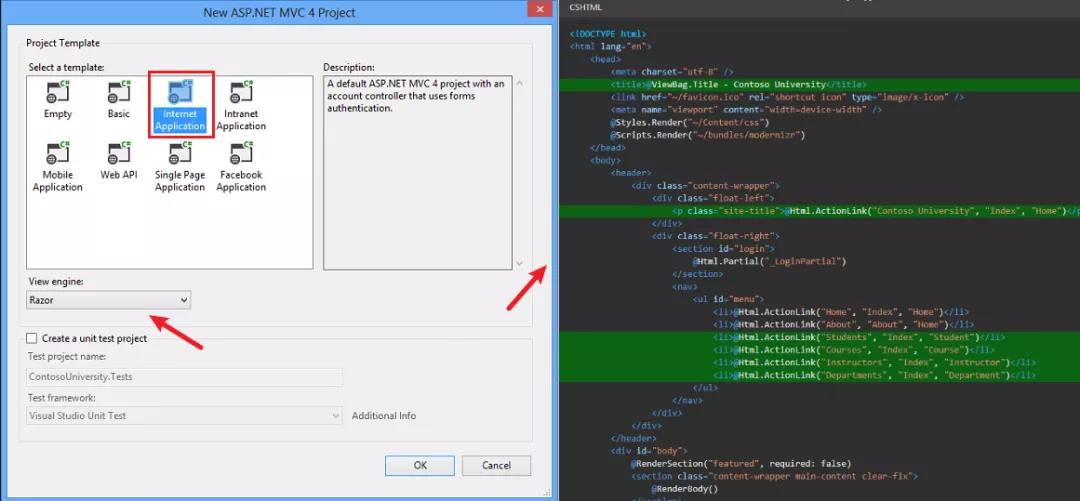 New ASP.NET MVC 4 Project
Project Template
Select a template:
Empty
Basic
Internet
Application
Intranet
Application
Mobile
Application
Web API
Single Page
Application
Facebook
Application
Description:
A default ASP.NET MVC 4 project with an
account controller that uses forms
authentication.
View engine:
Razor
Create a unit test project
Test project name:
ContosoUniversity.Tests
Test framework:
Visual Studio Unit Test
Additional Info
OK
Cancel
CSHTML
<!DOCTYPE html>
<html lang="en">
<head>
<meta charset="utf-8" />
<title>@ViewBag.Title - Contoso University</title>
<link href="~/favicon.ico" rel="shortcut icon" type="image/x-icon" />
<meta name="viewport" content="width=device-width" />
@Styles.Render("~/Content/css")
@Scripts.Render("~/bundles/modernizr")
</head>
<body>
<header>
<div class="content-wrapper">
<div class="float-left">
<p class="site-title">@Html.ActionLink("Contoso University", "Index", "Home")</p
</div>
<div class="float-right">
<section id="login">
@Html.Partial("_LoginPartial")
</section>
<nav>
<ul id="menu">
<li>@Html.ActionLink("Home", "Index", "Home")</li>
<li>@Html.ActionLink("About", "About", "Home")</li>
<li>@Html.ActionLink("Students", "Index", "Student")</li>
<li>@Html.ActionLink("Courses", "Index", "Course")</li>
<li>@Html.ActionLink("Instructors", "Index", "Instructor")</li>
<li>@Html.ActionLink("Departments", "Index", "Department")</li>
</ul>
</nav>
</div>
</div>
</header>
<div id="body">
@RenderSection("featured", required: false)
<section class="content-wrapper main-content clear-fix">
@RenderBody()
</section>